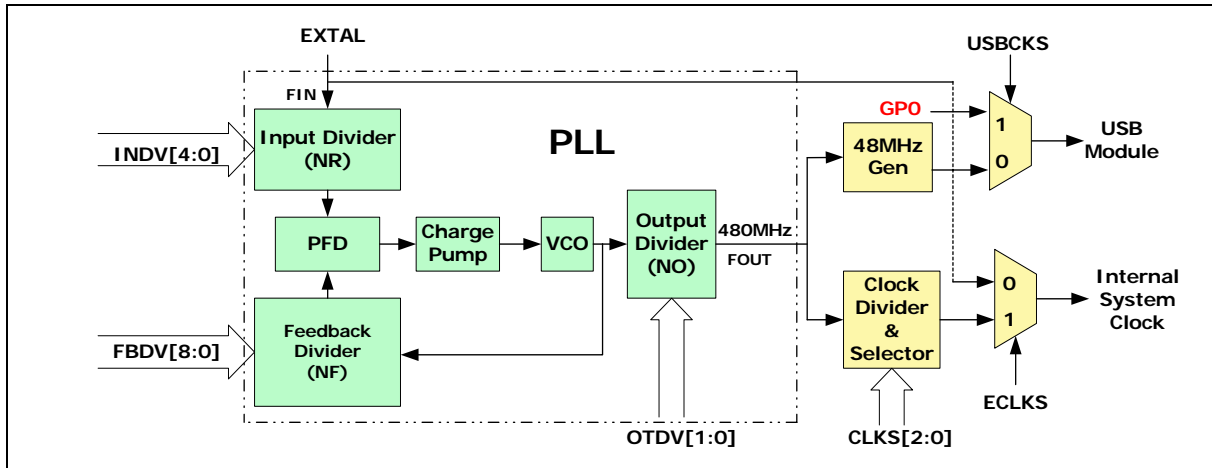 EXTAL
USBCKS
FIN
GP0
Input Divider
(NR)
PLL
1
USB
Module
INDV[4:0]
48MHz
Gen
0
Output
Divider
(NO)
480MHz
FOUT
PFD
Charge
Pump
VCO
Clock
Divider
&
Selector
0
1
Internal
System
Clock
FBDV[8:0]
Feedback
Divider
(NF)
ECLKS
OTDV[1:0]
CLKS[2:0]